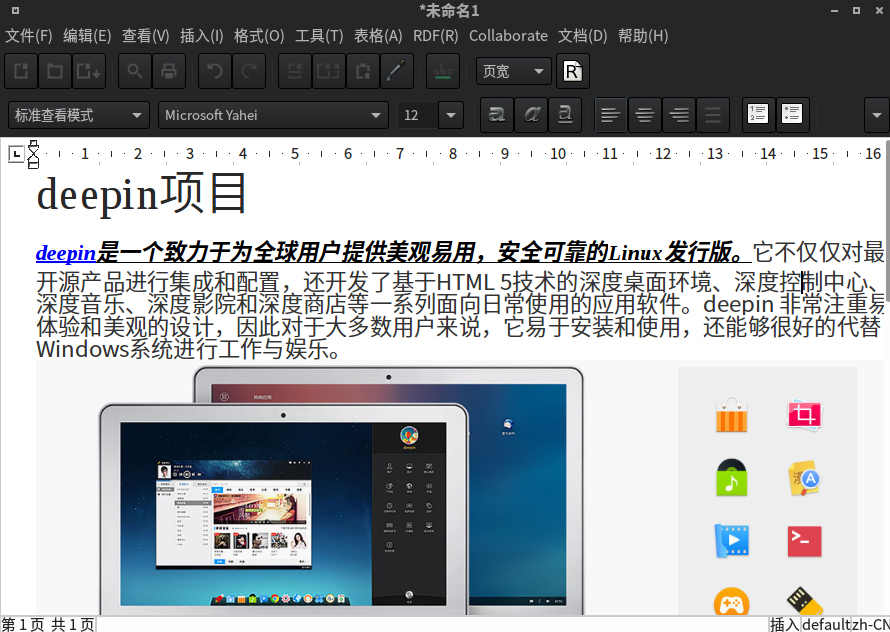 *未命名1
文件(F) 编辑(E) 查看(V) 插入(I) 格式(O) 工具(T) 表格(A) RDF(R) Collaborate 文档(D) 帮助(H)
abc 页宽 R
标准查看模式 Microsoft Yahei 12 a a a
L 1 2 3 4 5 6 7 8 9 10 11 12 13 14 15 16
deepin项目
deepin是一个致力于为全球用户提供美观易用，安全可靠的Linux发行版。它不仅仅对最
开源产品进行集成和配置，还开发了基于HTML 5技术的深度桌面环境、深度控制中心、
深度音乐、深度影院和深度商店等一系列面向日常使用的应用软件。deepin 非常注重易
体验和美观的设计，因此对于大多数用户来说，它易于安装和使用，还能够很好的代替
Windows系统进行工作与娱乐。
deepin
第 1 页 共 1 页 插入 default zh-CN